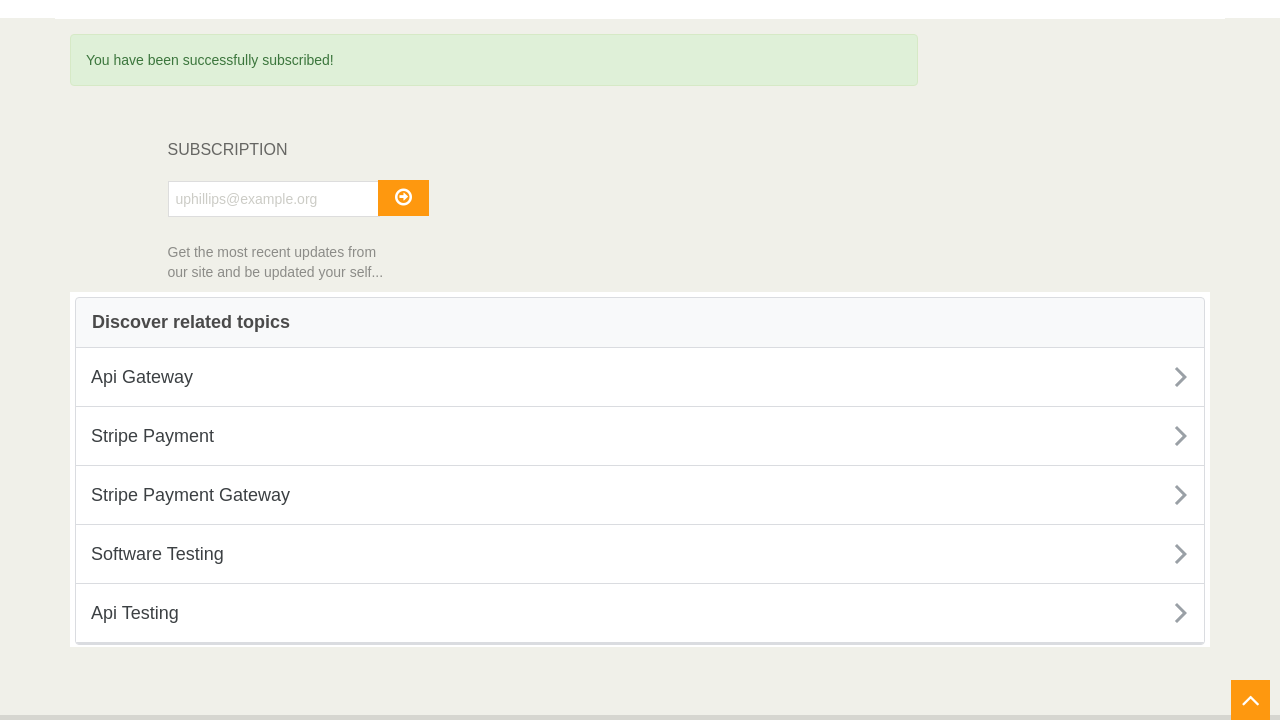 You have been successfully subscribed!
SUBSCRIPTION
uphillips@example.org
Get the most recent updates from
our site and be updated your self...
Discover related topics
Api Gateway
Stripe Payment
Stripe Payment Gateway
Software Testing
Api Testing